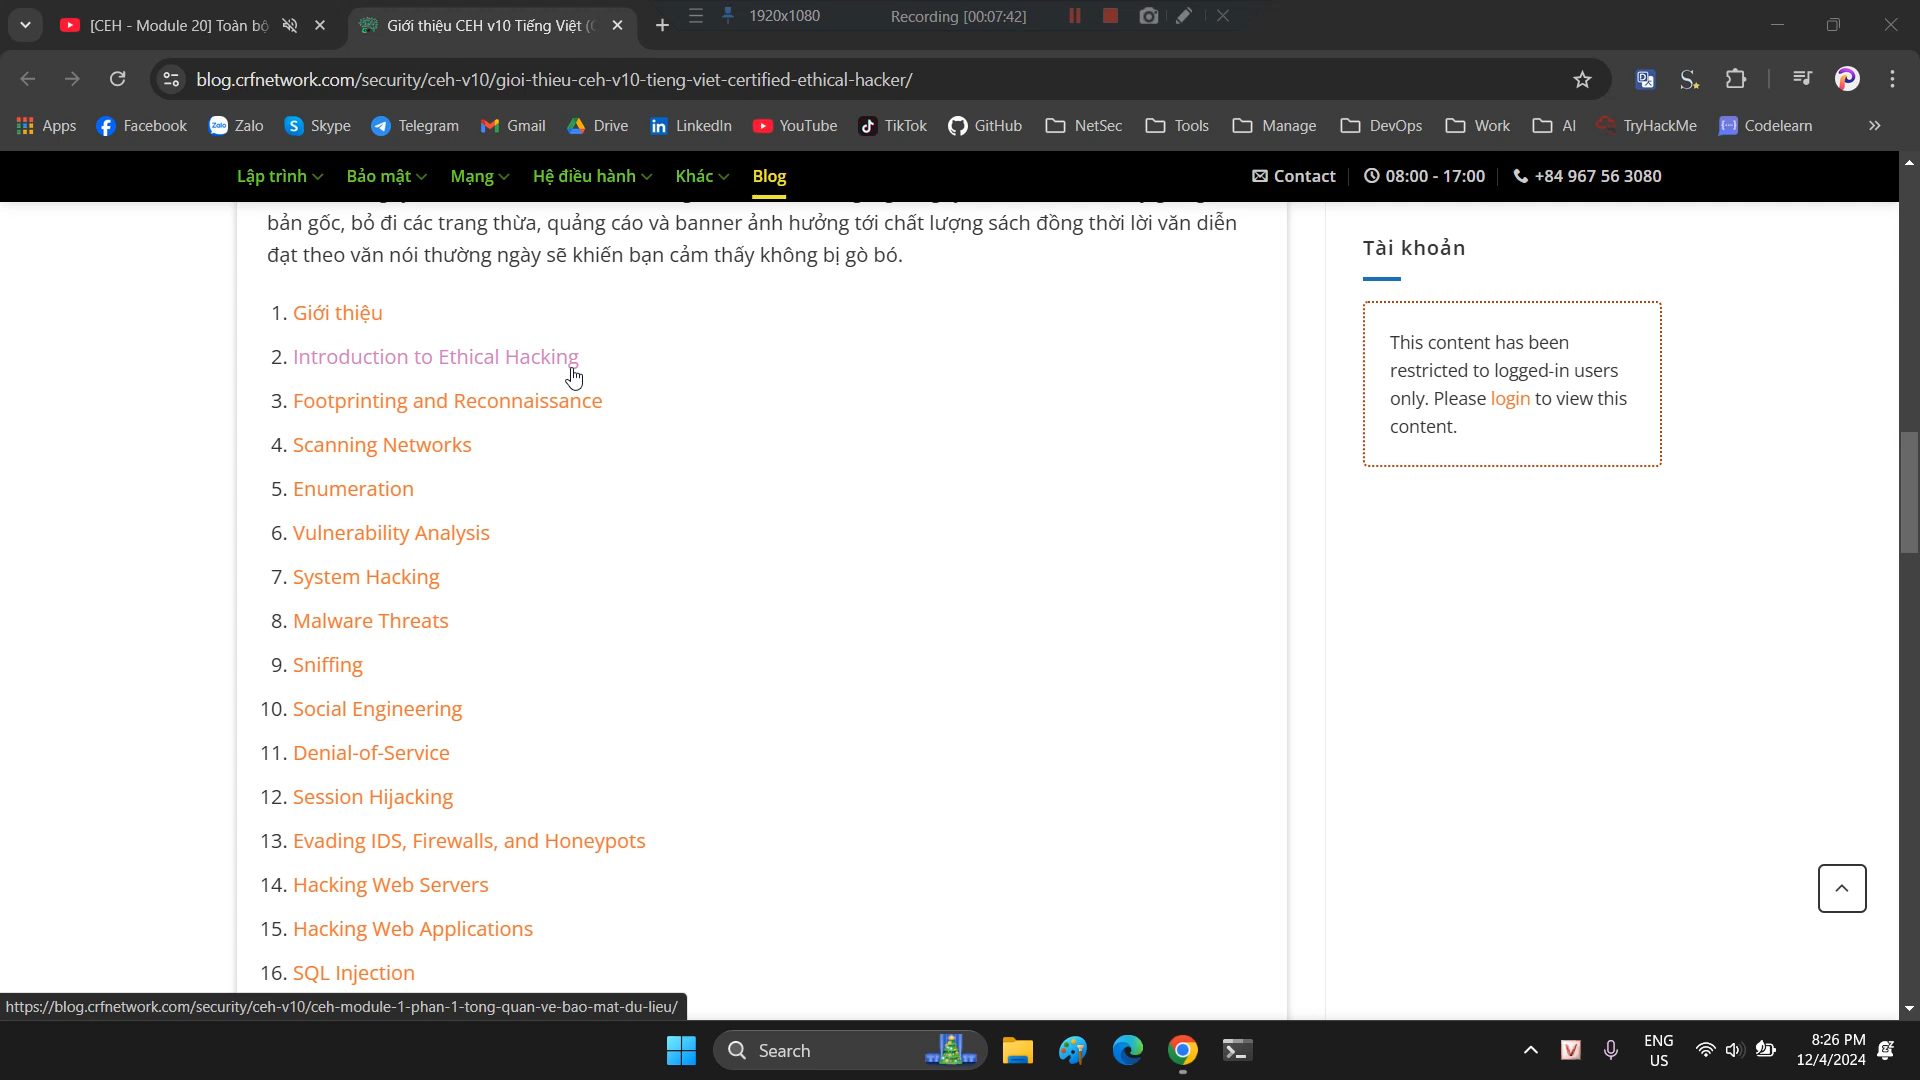 [CEH - Module 20] Toàn bộ
Giới thiệu CEH v10 Tiếng Việt (
1920x1080
Recording [00:07:42]
blog.crfnetwork.com/security/ceh-v10/gioi-thieu-ceh-v10-tieng-viet-certified-ethical-hacker/
Apps Facebook Zalo Skype Telegram Gmail Drive LinkedIn YouTube TikTok GitHub NetSec Tools Manage DevOps Work AI TryHackMe Codelearn »
Lập trình Bảo mật Mạng Hệ điều hành Khác Blog Contact 08:00 - 17:00 +84 967 56 3080
bản gốc, bỏ đi các trang thừa, quảng cáo và banner ảnh hưởng tới chất lượng sách đồng thời lời văn diễn
đạt theo văn nói thường ngày sẽ khiến bạn cảm thấy không bị gò bó.
1. Giới thiệu
2. Introduction to Ethical Hacking
3. Footprinting and Reconnaissance
4. Scanning Networks
5. Enumeration
6. Vulnerability Analysis
7. System Hacking
8. Malware Threats
9. Sniffing
10. Social Engineering
11. Denial-of-Service
12. Session Hijacking
13. Evading IDS, Firewalls, and Honeypots
14. Hacking Web Servers
15. Hacking Web Applications
16. SQL Injection
Tài khoản
This content has been
restricted to logged-in users
only. Please login to view this
content.
https://blog.crfnetwork.com/security/ceh-v10/ceh-module-1-phan-1-tong-quan-ve-bao-mat-du-lieu/
Search
ENG
US
8:26 PM
12/4/2024